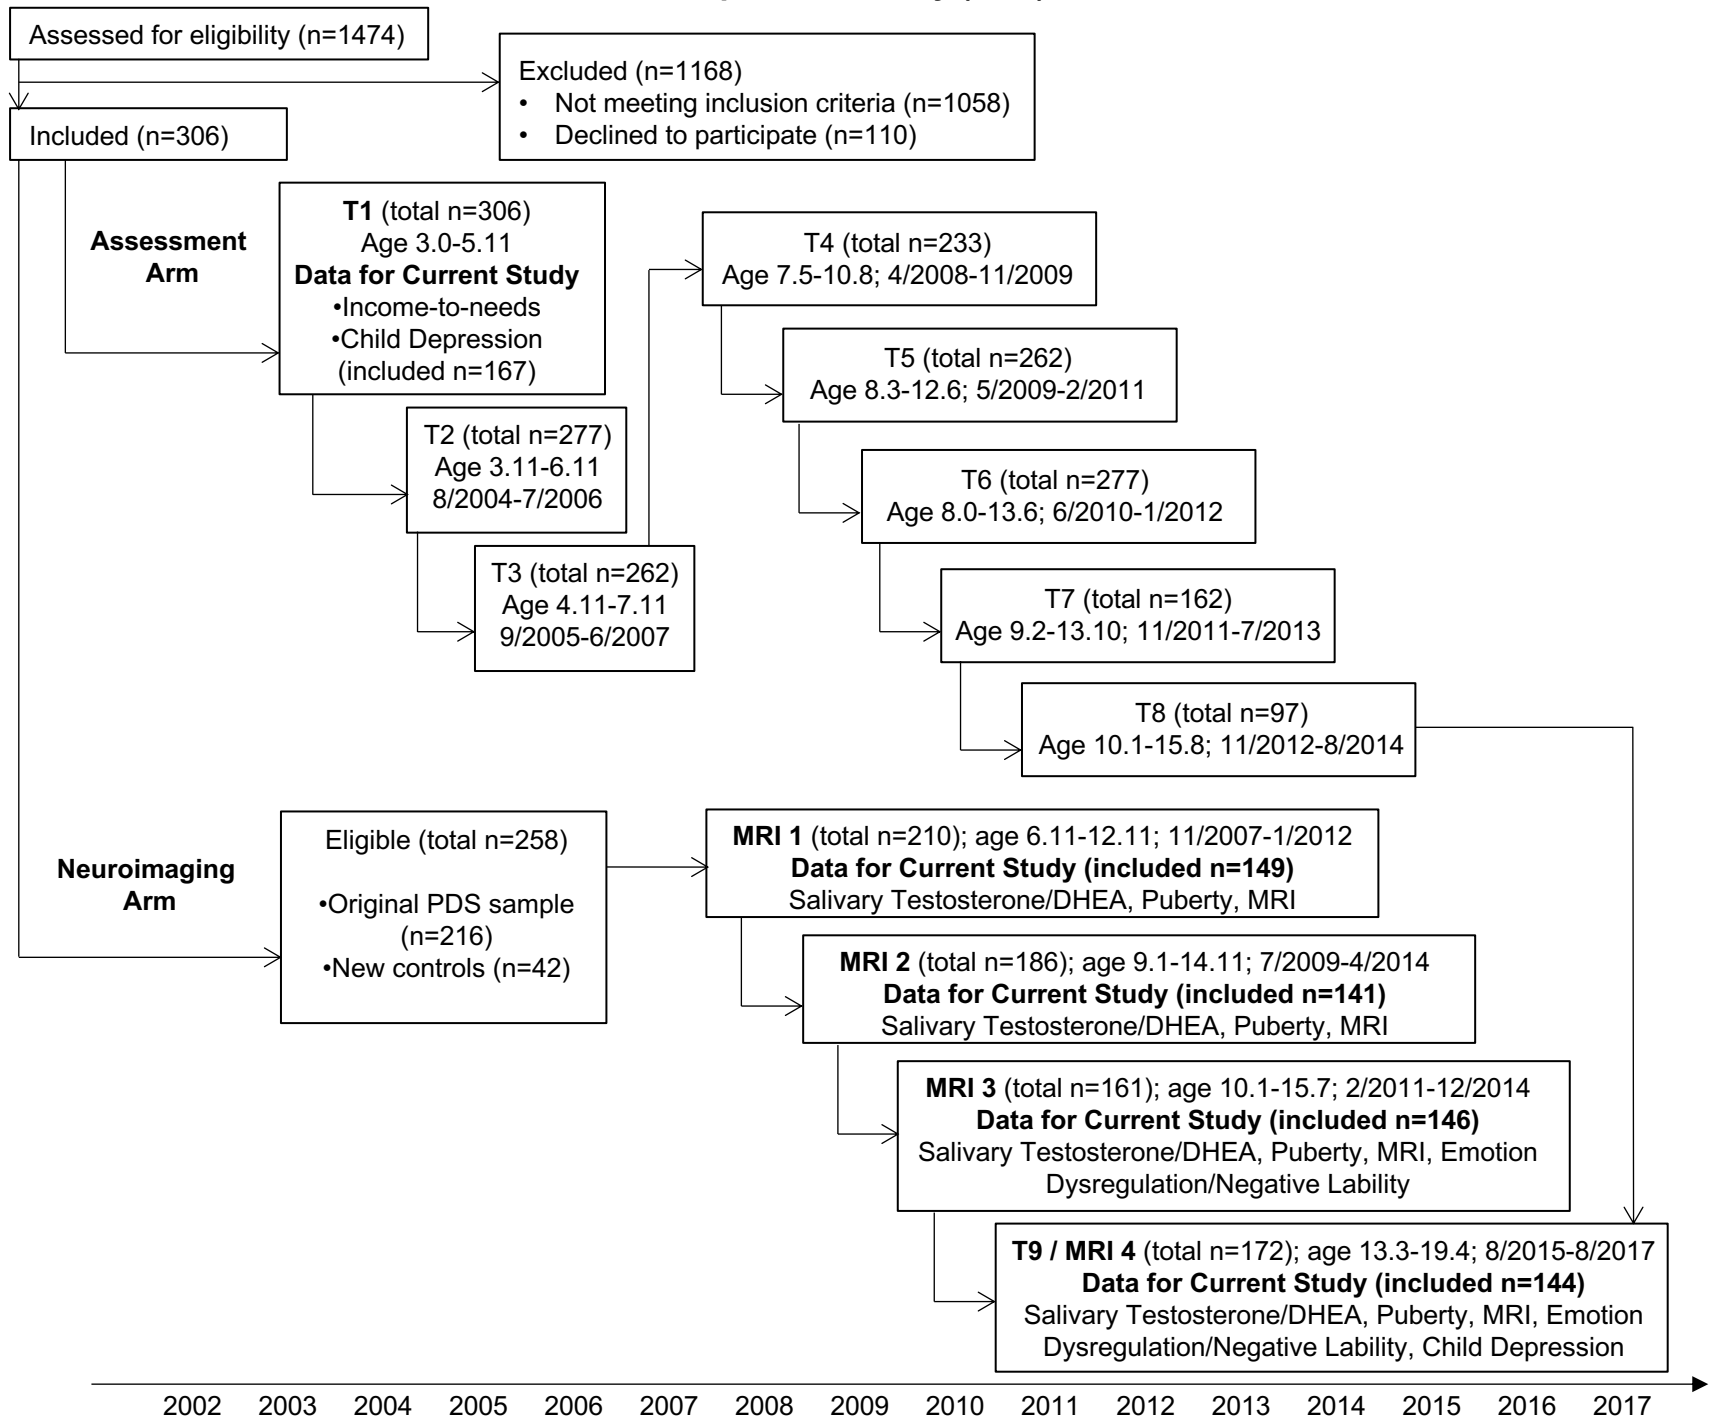 Assessed for eligibility (n=1474)
Excluded (n=1168)
• Not meeting inclusion criteria (n=1058)
• Declined to participate (n=110)
Included (n=306)
Assessment
Arm
T1 (total n=306)
Age 3.0-5.11
Data for Current Study
•Income-to-needs
•Child Depression
(included n=167)
T2 (total n=277)
Age 3.11-6.11
8/2004-7/2006
T3 (total n=262)
Age 4.11-7.11
9/2005-6/2007
T4 (total n=233)
Age 7.5-10.8; 4/2008-11/2009
T5 (total n=262)
Age 8.3-12.6; 5/2009-2/2011
T6 (total n=277)
Age 8.0-13.6; 6/2010-1/2012
T7 (total n=162)
Age 9.2-13.10; 11/2011-7/2013
T8 (total n=97)
Age 10.1-15.8; 11/2012-8/2014
Neuroimaging
Arm
Eligible (total n=258)
•Original PDS sample
(n=216)
•New controls (n=42)
MRI 1 (total n=210); age 6.11-12.11; 11/2007-1/2012
Data for Current Study (included n=149)
Salivary Testosterone/DHEA, Puberty, MRI
MRI 2 (total n=186); age 9.1-14.11; 7/2009-4/2014
Data for Current Study (included n=141)
Salivary Testosterone/DHEA, Puberty, MRI
MRI 3 (total n=161); age 10.1-15.7; 2/2011-12/2014
Data for Current Study (included n=146)
Salivary Testosterone/DHEA, Puberty, MRI, Emotion
Dysregulation/Negative Lability
T9 / MRI 4 (total n=172); age 13.3-19.4; 8/2015-8/2017
Data for Current Study (included n=144)
Salivary Testosterone/DHEA, Puberty, MRI, Emotion
Dysregulation/Negative Lability, Child Depression
2002 2003 2004 2005 2006 2007 2008 2009 2010 2011 2012 2013 2014 2015 2016 2017